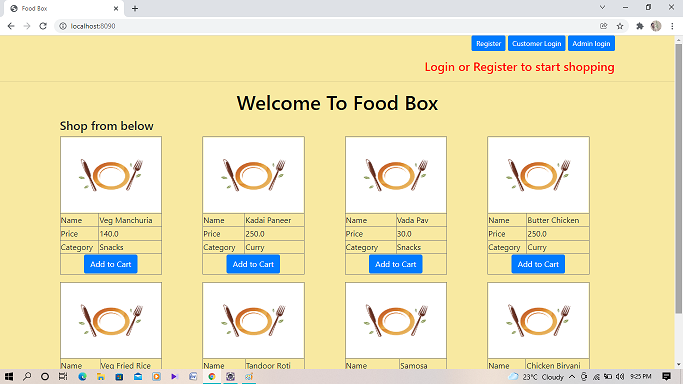 Food Box
localhost:8090
Register Customer Login Admin login
Login or Register to start shopping
Welcome To Food Box
Shop from below
Name Veg Manchuria
Price 140.0
Category Snacks
Add to Cart
Name Kadai Paneer
Price 250.0
Category Curry
Add to Cart
Name Vada Pav
Price 30.0
Category Snacks
Add to Cart
Name Butter Chicken
Price 250.0
Category Curry
Add to Cart
Name Veg Fried Rice
Name Tandoor Roti
Name Samosa
Name Chicken Biryani
23°C Cloudy 9:25 PM